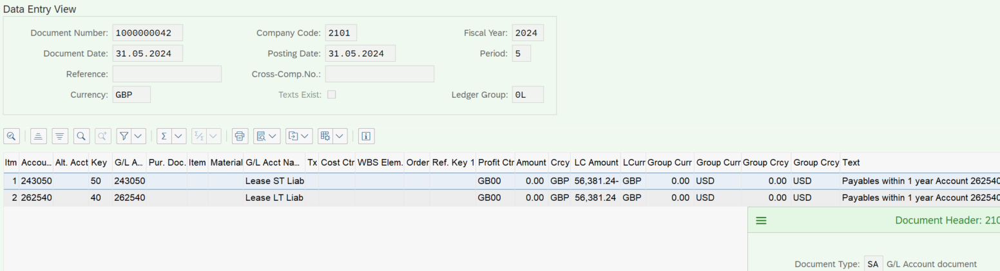 Data Entry View
Document Number: 1000000042 Company Code: 2101 Fiscal Year: 2024
Document Date: 31.05.2024 Posting Date: 31.05.2024 Period: 5
Reference: Cross-Comp.No.:
Currency: GBP Texts Exist: Ledger Group: 0L
Itm Accou... Alt. Acct Key G/L A... Pur. Doc. Item Material G/L Acct Na... Tx Cost Ctr WBS Elem. Order Ref. Key 1 Profit Ctr Amount Crcy LC Amount LCurr Group Curr Group Curr Group Crcy Group Crcy Text
1 243050 50 243050 Lease ST Liab GB00 0.00 GBP 56,381.24- GBP 0.00 USD 0.00 USD Payables within 1 year Account 262540
2 262540 40 262540 Lease LT Liab GB00 0.00 GBP 56,381.24 GBP 0.00 USD 0.00 USD Payables within 1 year Account 262540
Document Header: 210
Document Type: SA G/L Account document